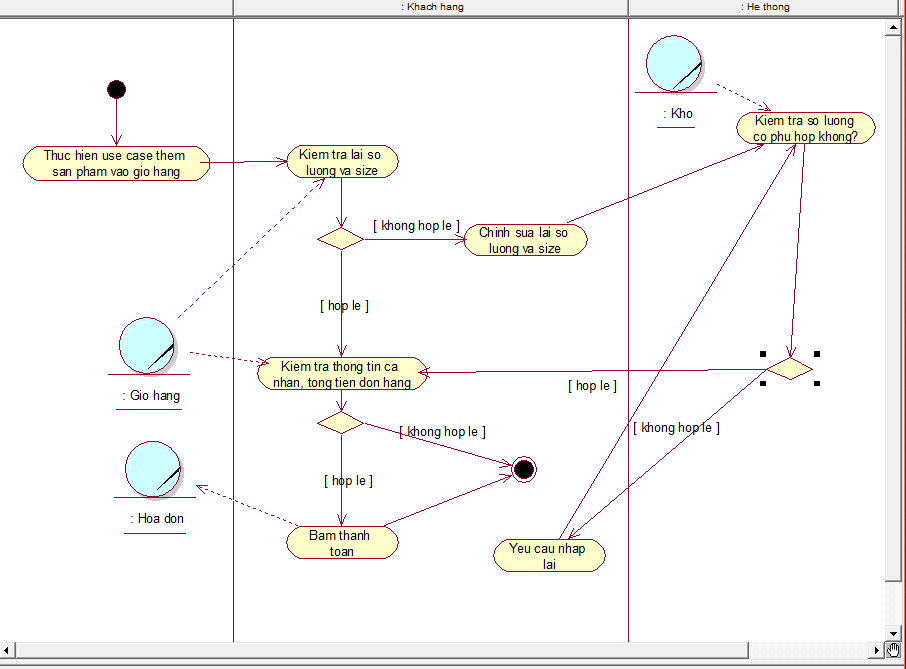 : Khach hang
: He thong
: Kho
Kiem tra so luong
co phu hop khong?
Thuc hien use case them
san pham vao gio hang
Kiem tra lai so
luong va size
[ khong hop le ]
Chinh sua lai so
luong va size
[ hop le ]
: Gio hang
Kiem tra thong tin ca
nhan, tong tien don hang
[ hop le ]
[ khong hop le ]
[ khong hop le ]
[ hop le ]
: Hoa don
Bam thanh
toan
Yeu cau nhap
lai